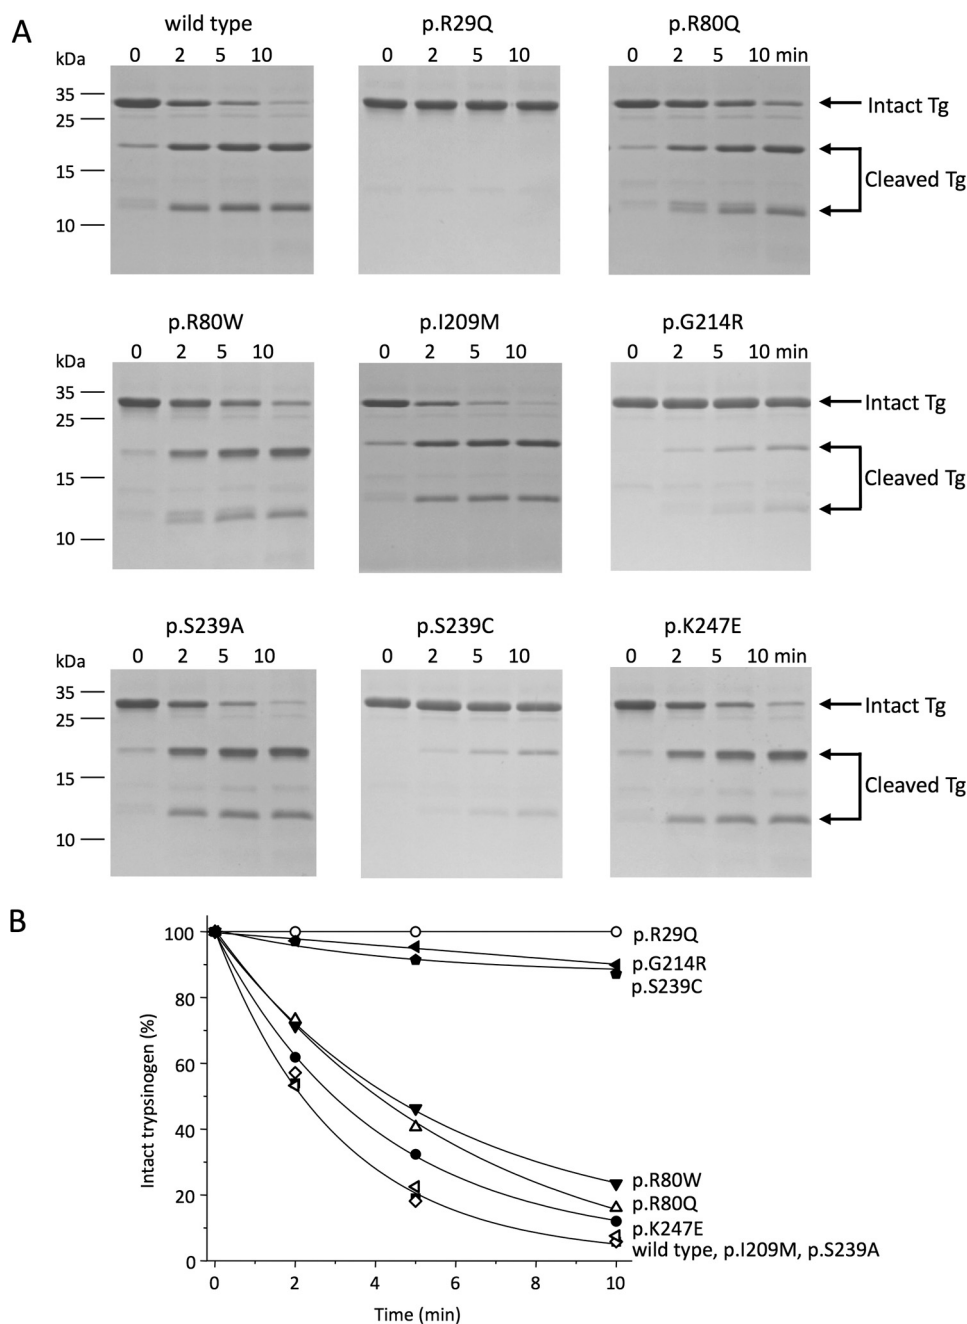 A
wild type p.R29Q p.R80Q
kDa 0 2 5 10 0 2 5 10 0 2 5 10 min
35
25
15
10
Intact Tg
Cleaved Tg
p.R80W p.I209M p.G214R
kDa 0 2 5 10 0 2 5 10 0 2 5 10 min
35
25
15
10
Intact Tg
Cleaved Tg
p.S239A p.S239C p.K247E
kDa 0 2 5 10 0 2 5 10 0 2 5 10 min
35
25
15
10
Intact Tg
Cleaved Tg
B
Intact trypsinogen (%)
100
80
60
40
20
0
p.R29Q
p.G214R
p.S239C
p.R80W
p.R80Q
p.K247E
wild type, p.I209M, p.S239A
0 2 4 6 8 10
Time (min)